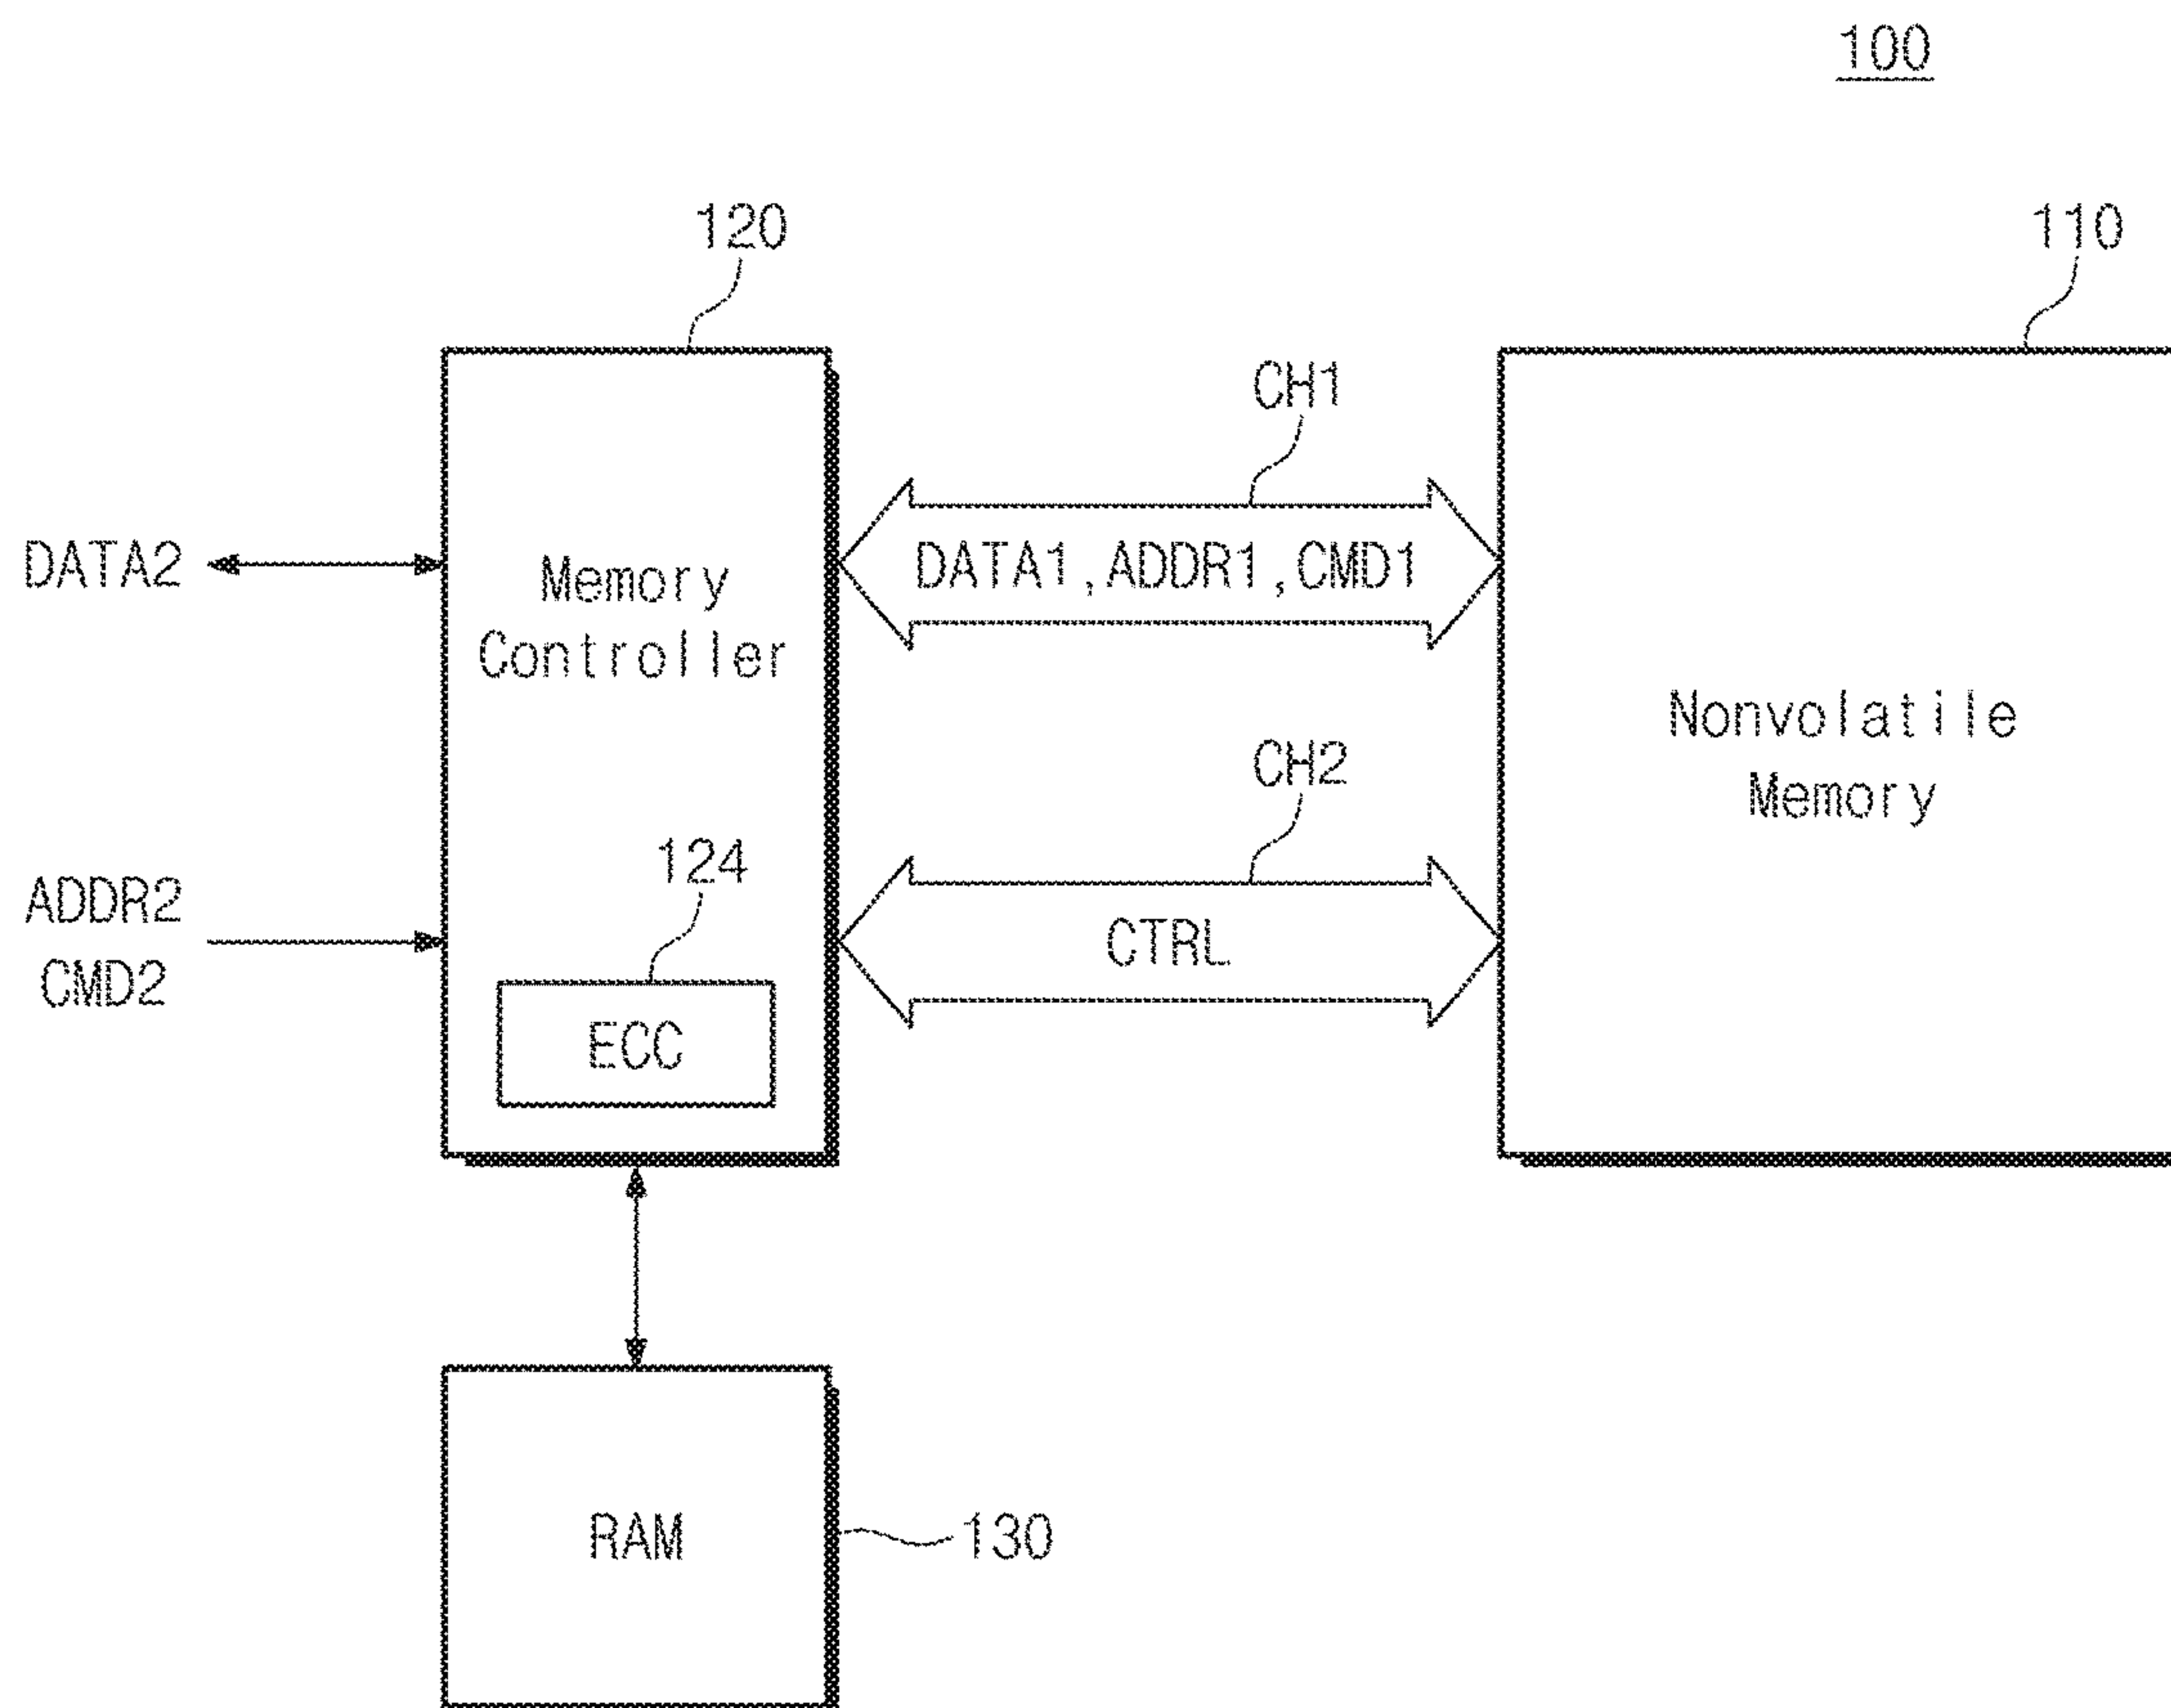 100
120
110
CH1
DATA2
Memory
Controller
DATA1, ADDR1, CMD1
Nonvolatile
Memory
CH2
124
ADDR2
CMD2
CTRL
ECC
RAM
130